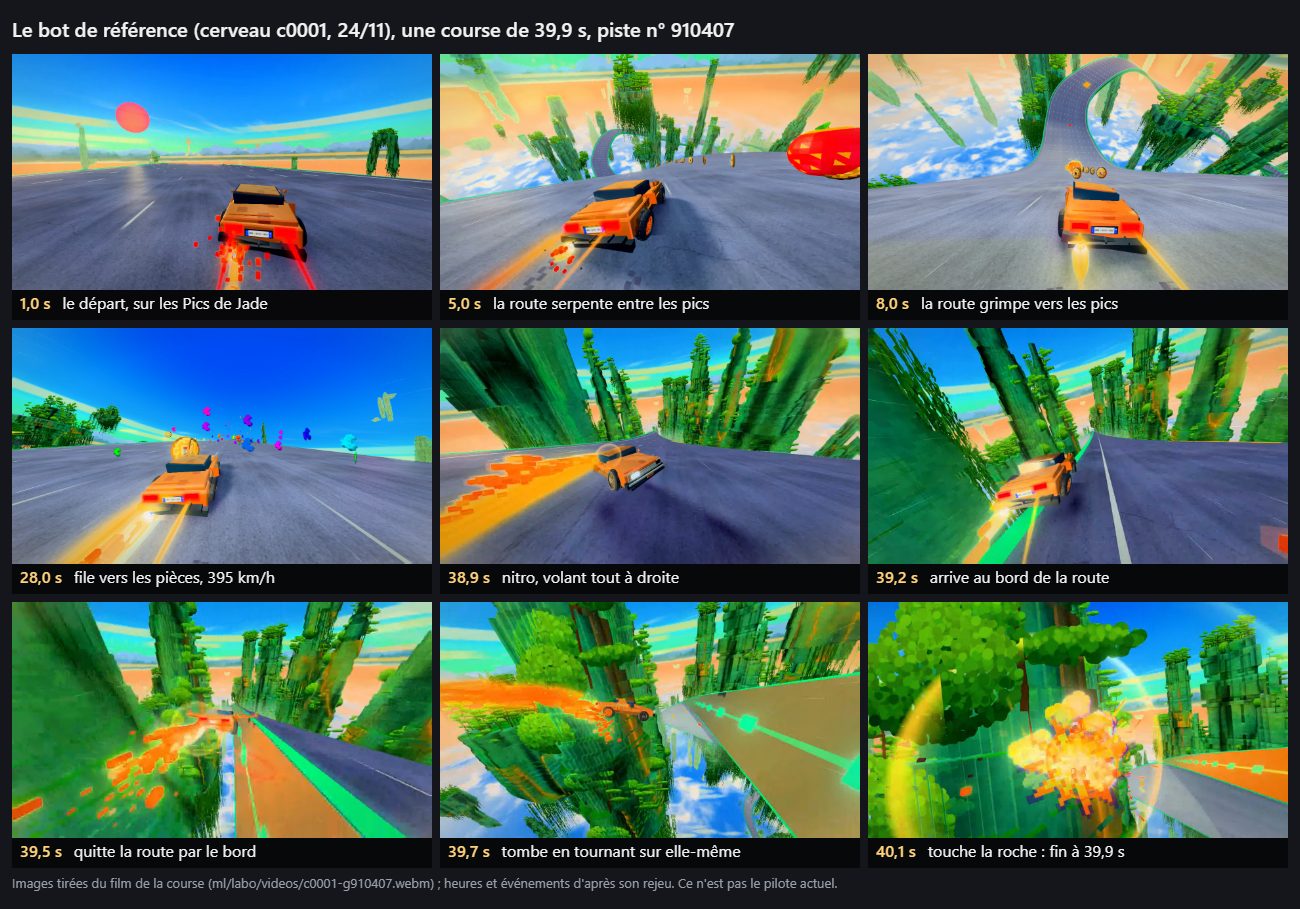 Le bot de référence (cerveau c0001, 24/11), une course de 39,9 s, piste n° 910407
1,0 s le départ, sur les Pics de Jade
5,0 s la route serpente entre les pics
8,0 s la route grimpe vers les pics
28,0 s file vers les pièces, 395 km/h
38,9 s nitro, volant tout à droite
39,2 s arrive au bord de la route
39,5 s quitte la route par le bord
39,7 s tombe en tournant sur elle-même
40,1 s touche la roche : fin à 39,9 s
Images tirées du film de la course (ml/labo/videos/c0001-g910407.webm) ; heures et événements d'après son rejeu. Ce n'est pas le pilote actuel.